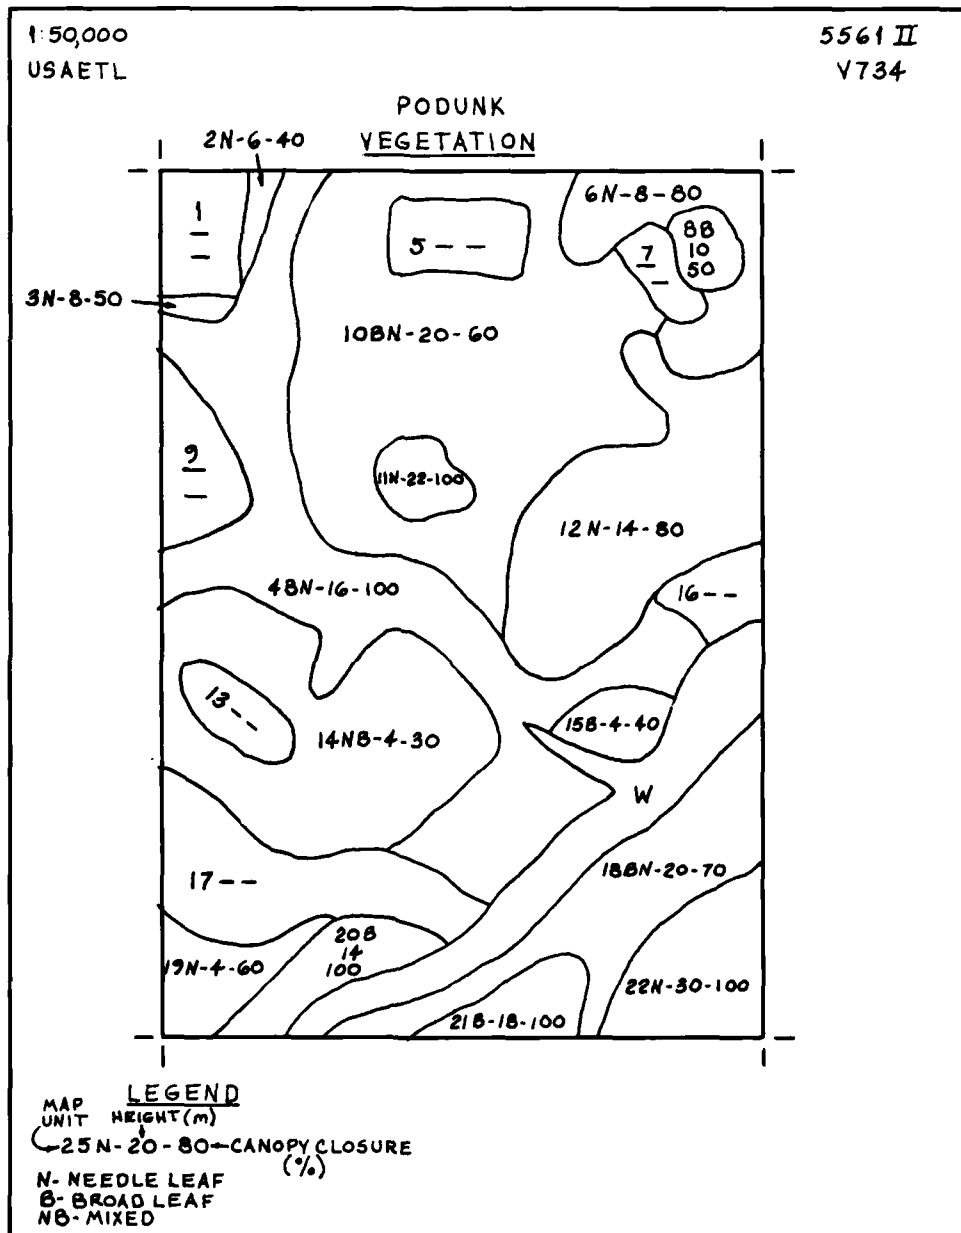 1:50,000
5561 II
USAETL
V734
PODUNK
VEGETATION
2N-6-40
6N-8-80
1
—
—
5 — —
7
—
—
8B
10
50
3N-8-50
10BN-20-60
9
—
—
11N-22-100
12N-14-80
4BN-16-100
16 — —
13 — —
14NB-4-30
15B-4-40
W
17 — —
18BN-20-70
20B
14
100
19N-4-60
22N-30-100
21B-18-100
LEGEND
MAP
UNIT HEIGHT (m)
25N-20-80 CANOPY CLOSURE
(%)
N- NEEDLE LEAF
B- BROAD LEAF
NB- MIXED